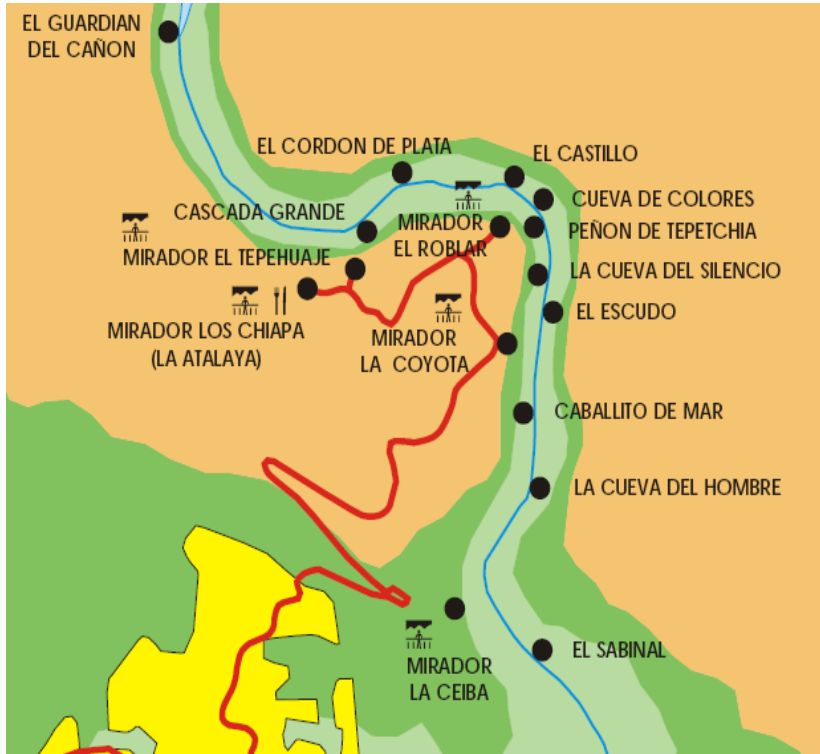 EL GUARDIAN
DEL CAÑON
EL CORDON DE PLATA
EL CASTILLO
CUEVA DE COLORES
CASCADA GRANDE
MIRADOR
EL ROBLAR
PEÑON DE TEPETCHIA
MIRADOR EL TEPEHUAJE
LA CUEVA DEL SILENCIO
EL ESCUDO
MIRADOR LOS CHIAPA
(LA ATALAYA)
MIRADOR
LA COYOTA
CABALLITO DE MAR
LA CUEVA DEL HOMBRE
EL SABINAL
MIRADOR
LA CEIBA